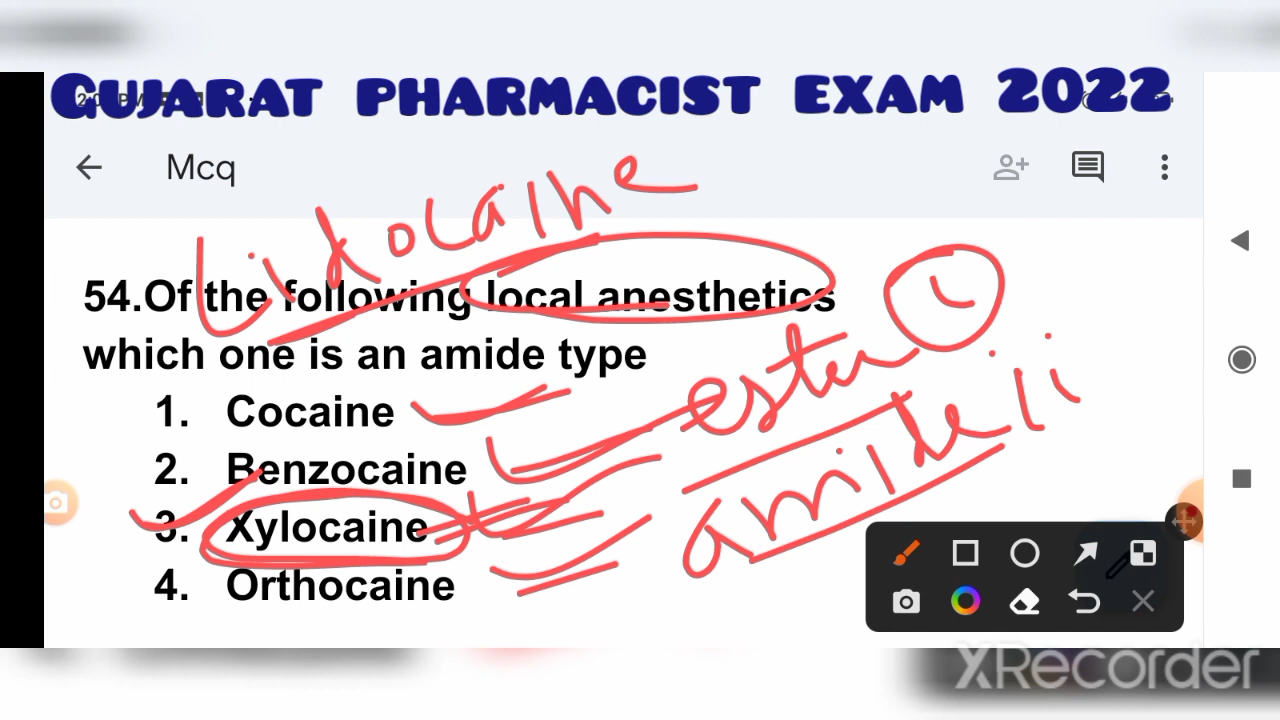 GUJARAT PHARMACIST EXAM 2022
Mcq
Lidocaine
54.Of the following local anesthetics
which one is an amide type
1. Cocaine
2. Benzocaine
3. Xylocaine
4. Orthocaine
ester i
amide ii
XRecorder